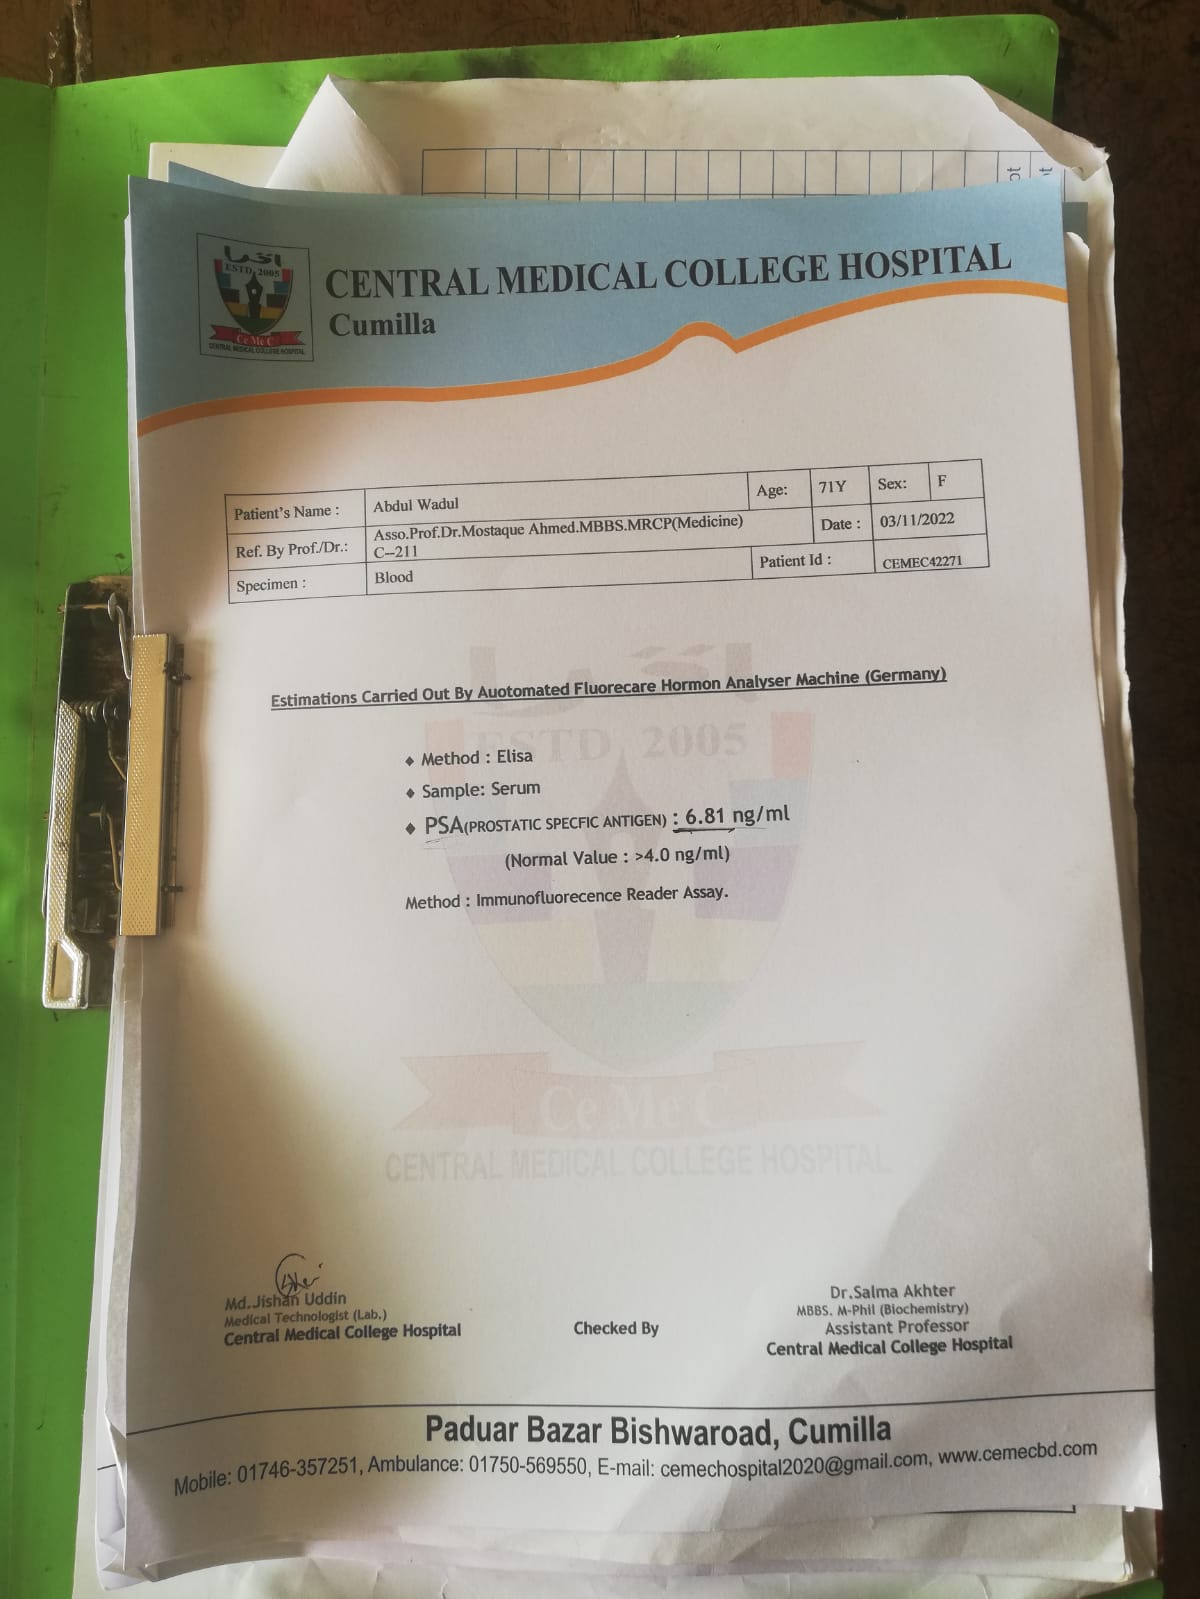 اقرأ
ESTD 2005
Ce Me C
CENTRAL MEDICAL COLLEGE HOSPITAL
CENTRAL MEDICAL COLLEGE HOSPITAL
Cumilla
Patient's Name : Abdul Wadul Age: 71Y Sex: F
Ref. By Prof./Dr.: Asso.Prof.Dr.Mostaque Ahmed.MBBS.MRCP(Medicine) Date : 03/11/2022
C–211
Specimen : Blood Patient Id : CEMEC42271
Estimations Carried Out By Auotomated Fluorecare Hormon Analyser Machine (Germany)
اقرأ
ESTD 2005
♦ Method : Elisa
♦ Sample: Serum
♦ PSA(PROSTATIC SPECFIC ANTIGEN) : 6.81 ng/ml
(Normal Value : >4.0 ng/ml)
Method : Immunofluorecence Reader Assay.
Ce Me C
CENTRAL MEDICAL COLLEGE HOSPITAL
Md.Jishan Uddin
Medical Technologist (Lab.)
Central Medical College Hospital
Checked By
Dr.Salma Akhter
MBBS. M-Phil (Biochemistry)
Assistant Professor
Central Medical College Hospital
Paduar Bazar Bishwaroad, Cumilla
Mobile: 01746-357251, Ambulance: 01750-569550, E-mail: cemechospital2020@gmail.com, www.cemecbd.com